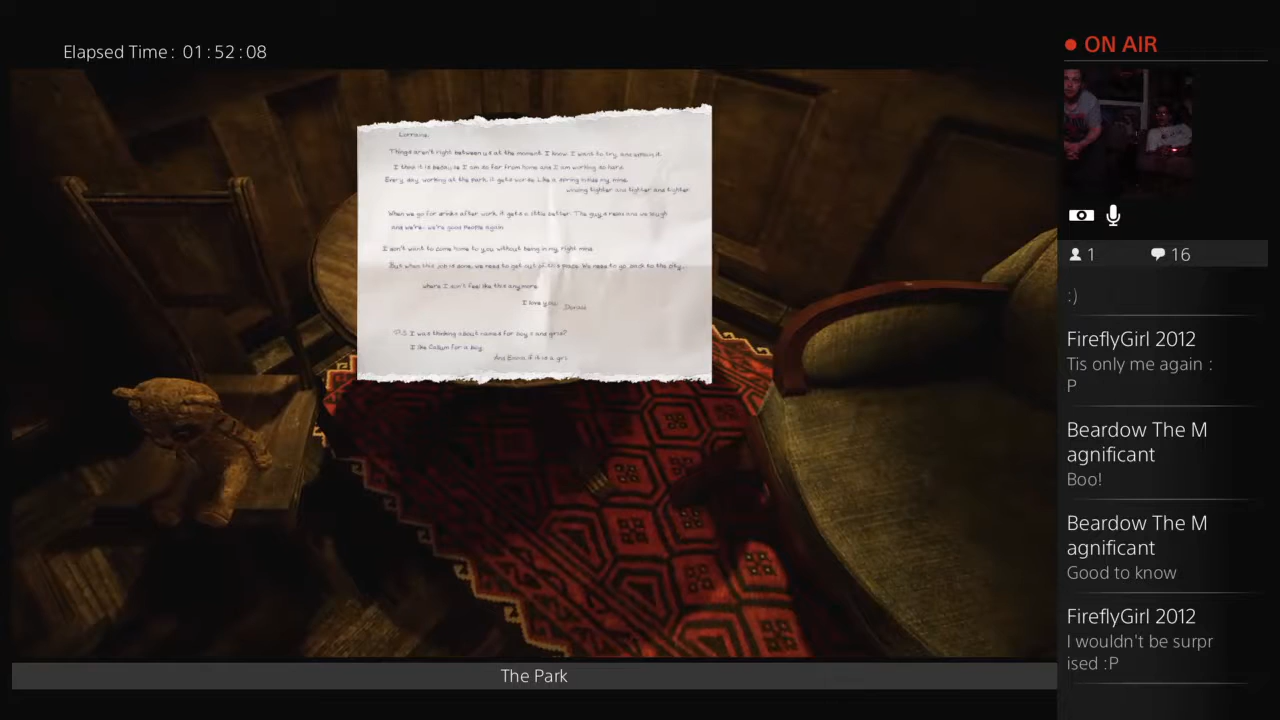 Elapsed Time: 01:52:08
Lorraine,
Things aren't right between us at the moment. I know. I want to try and explain it.
I think it is because I am so far from home and I am working so hard.
Every day working at the park, it gets worse. Like a spring inside my mind
winding tighter and tighter and tighter.
When we go for drinks after work, it gets a little better. The guys relax and we laugh
and we're- we're good people again.
I don't want to come home to you without being in my right mind.
But when this job is done, we need to get out of this place. We need to go back to the city,
where I don't feel like this anymore.
I love you.
P.S. I was thinking about names for boys and girls?
I like Callum for a boy.
And if it is a girl.
The Park
ON AIR
1 16
:)
FireflyGirl 2012
Tis only me again :
P
Beardow The M
agnificant
Boo!
Beardow The M
agnificant
Good to know
FireflyGirl 2012
I wouldn't be surpr
ised :P